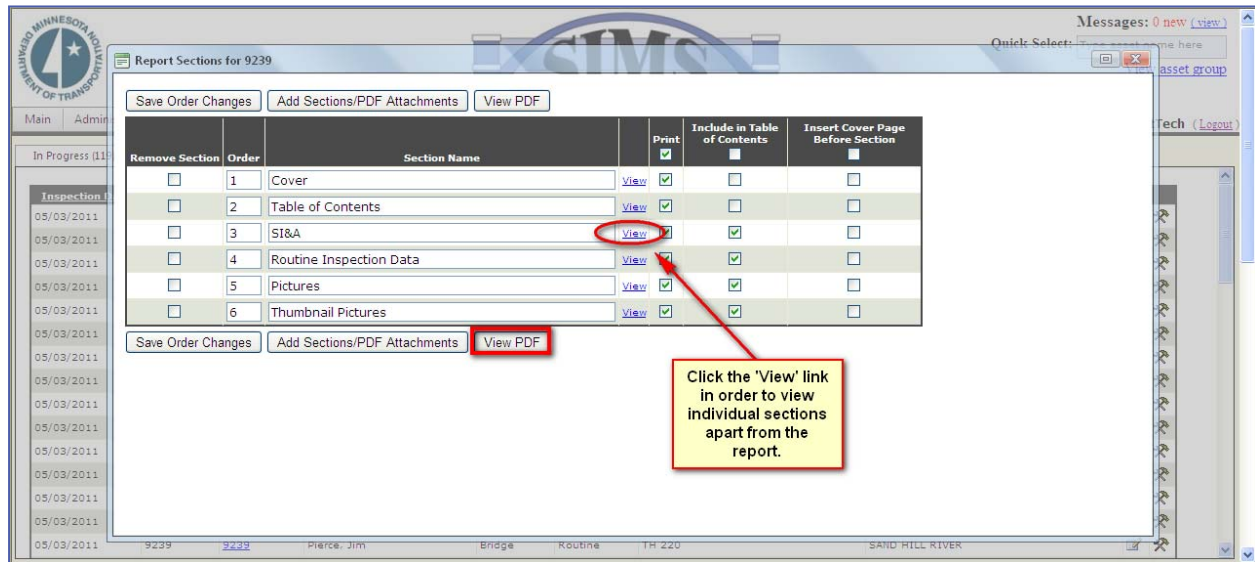 MINNESOTA
DEPARTMENT OF TRANSPORTATION
SIMS
Messages: 0 new (view)
Quick Select:
asset group
Tech (Logout)
Main
In Progress
Report Sections for 9239
Save Order Changes Add Sections/PDF Attachments View PDF
Remove Section Order Section Name Print Include in Table of Contents Insert Cover Page Before Section
1 Cover View
2 Table of Contents View
3 SI&A View
4 Routine Inspection Data View
5 Pictures View
6 Thumbnail Pictures View
Save Order Changes Add Sections/PDF Attachments View PDF
Click the 'View' link
in order to view
individual sections
apart from the
report.
Inspection
05/03/2011
05/03/2011
05/03/2011
05/03/2011
05/03/2011
05/03/2011
05/03/2011
05/03/2011
05/03/2011
05/03/2011
05/03/2011
05/03/2011
05/03/2011
05/03/2011
05/03/2011 9239 9239 Pierce, Jim Bridge Routine TH 220 SAND HILL RIVER